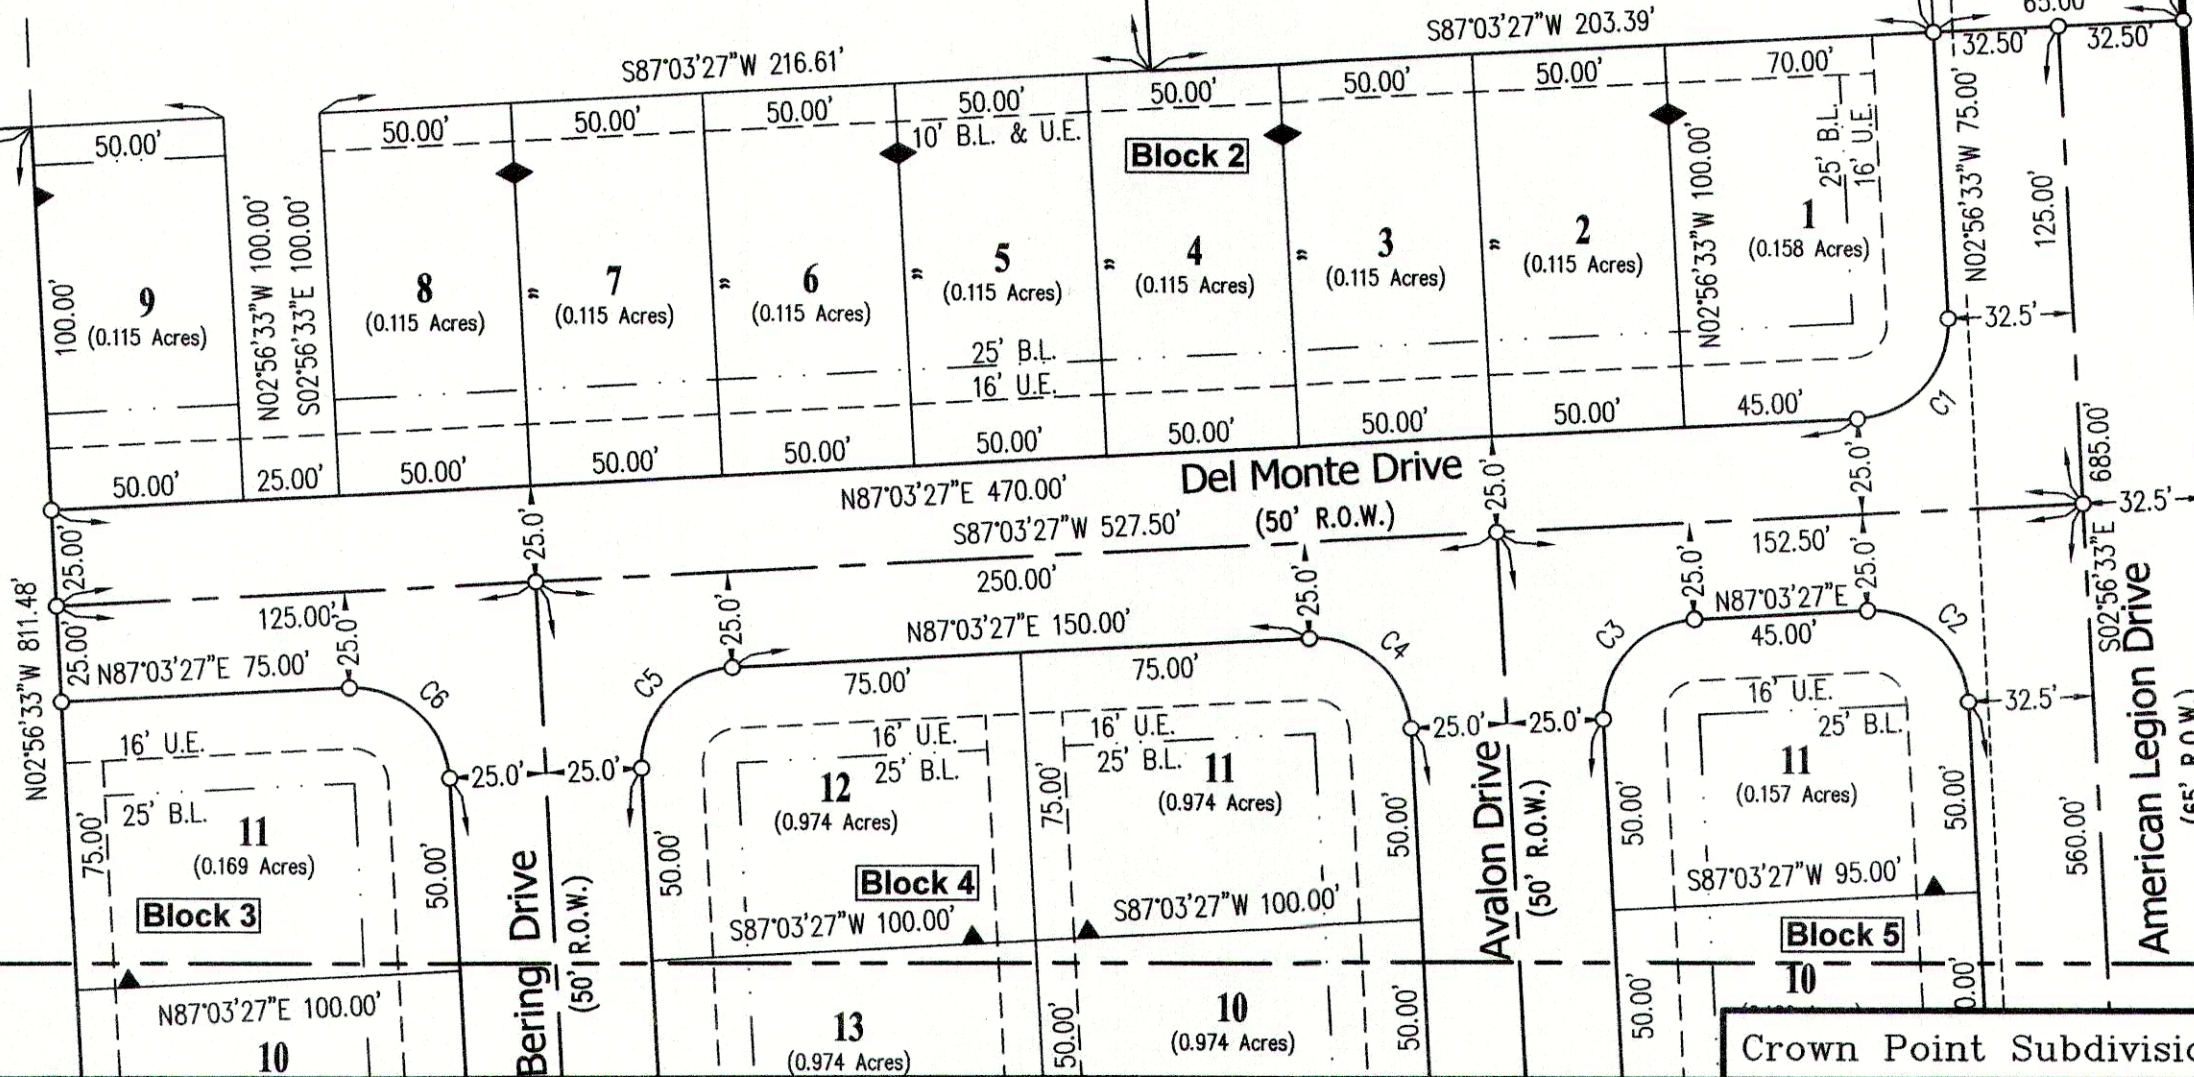 65.00'
S87°03'27"W 203.39'
S87°03'27"W 216.61'
32.50'
32.50'
50.00'
50.00'
50.00'
50.00'
50.00'
50.00'
50.00'
50.00'
70.00'
10' B.L. & U.E.
Block 2
25' B.L.
16' U.E.
N02°56'33"W 75.00'
125.00'
N02°56'33"W 100.00'
100.00'
N02°56'33"W 100.00'
S02°56'33"E 100.00'
9
(0.115 Acres)
8
(0.115 Acres)
"
7
(0.115 Acres)
"
6
(0.115 Acres)
"
5
(0.115 Acres)
"
4
(0.115 Acres)
"
3
(0.115 Acres)
"
2
(0.115 Acres)
1
(0.158 Acres)
32.5'
25' B.L.
16' U.E.
C1
50.00'
25.00'
50.00'
50.00'
50.00'
50.00'
50.00'
50.00'
50.00'
45.00'
Del Monte Drive
(50' R.O.W.)
N87°03'27"E 470.00'
S87°03'27"W 527.50'
25.0'
25.0'
25.0'
685.00'
32.5'
S02°56'33"E
152.50'
250.00'
125.00'
25.00'
25.00'
N02°56'33"W 811.48'
25.0'
25.0'
25.0'
25.0'
25.0'
N87°03'27"E 75.00'
N87°03'27"E 150.00'
75.00'
75.00'
N87°03'27"E
45.00'
C6
C5
C4
C3
C2
25.0'
25.0'
25.0'
25.0'
32.5'
16' U.E.
25' B.L.
11
(0.169 Acres)
75.00'
50.00'
Block 3
N87°03'27"E 100.00'
10
Bering Drive
(50' R.O.W.)
16' U.E.
25' B.L.
12
(0.974 Acres)
50.00'
75.00'
Block 4
S87°03'27"W 100.00'
13
(0.974 Acres)
16' U.E.
25' B.L.
11
(0.974 Acres)
50.00'
S87°03'27"W 100.00'
50.00'
10
(0.974 Acres)
50.00'
Avalon Drive
(50' R.O.W.)
16' U.E.
25' B.L.
11
(0.157 Acres)
50.00'
50.00'
S87°03'27"W 95.00'
Block 5
10
50.00'
560.00'
American Legion Drive
(65' R.O.W.)
Crown Point Subdivisi